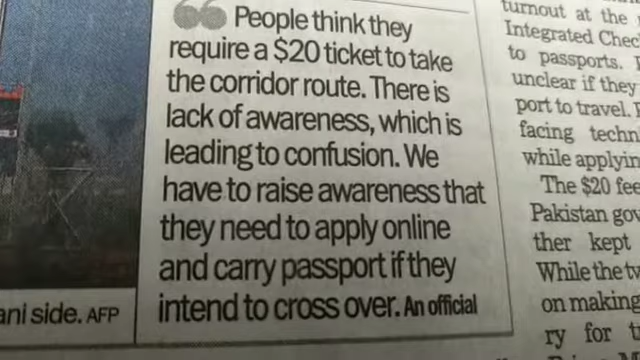 People think they
require a $20 ticket to take
the corridor route. There is
lack of awareness, which is
leading to confusion. We
have to raise awareness that
they need to apply online
and carry passport if they
intend to cross over. An official
ani side. AFP
turnout at the
Integrated Chec
to passports.
unclear if they
port to travel.
facing techn
while applyin
The $20 fee
Pakistan gov
ther kept
While the tw
on making
ry for t